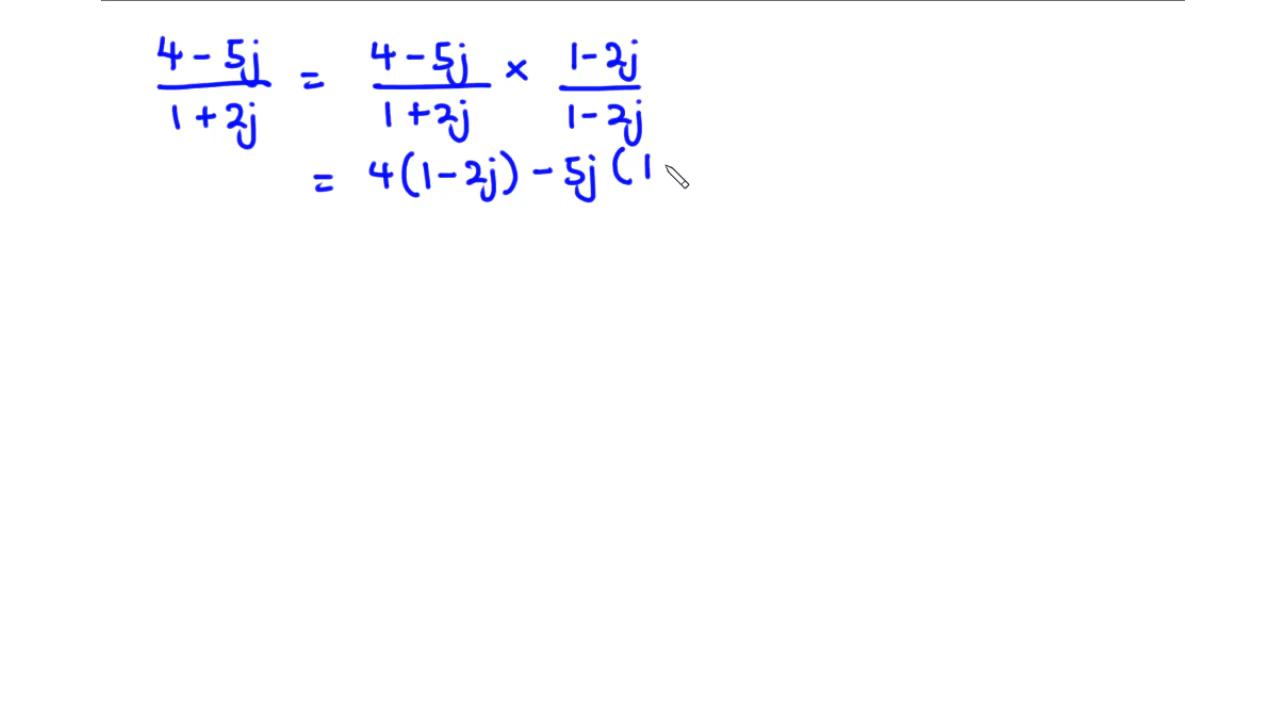 4 - 5j / 1 + 2j = 4 - 5j / 1 + 2j × 1 - 2j / 1 - 2j
= 4(1 - 2j) - 5j (1